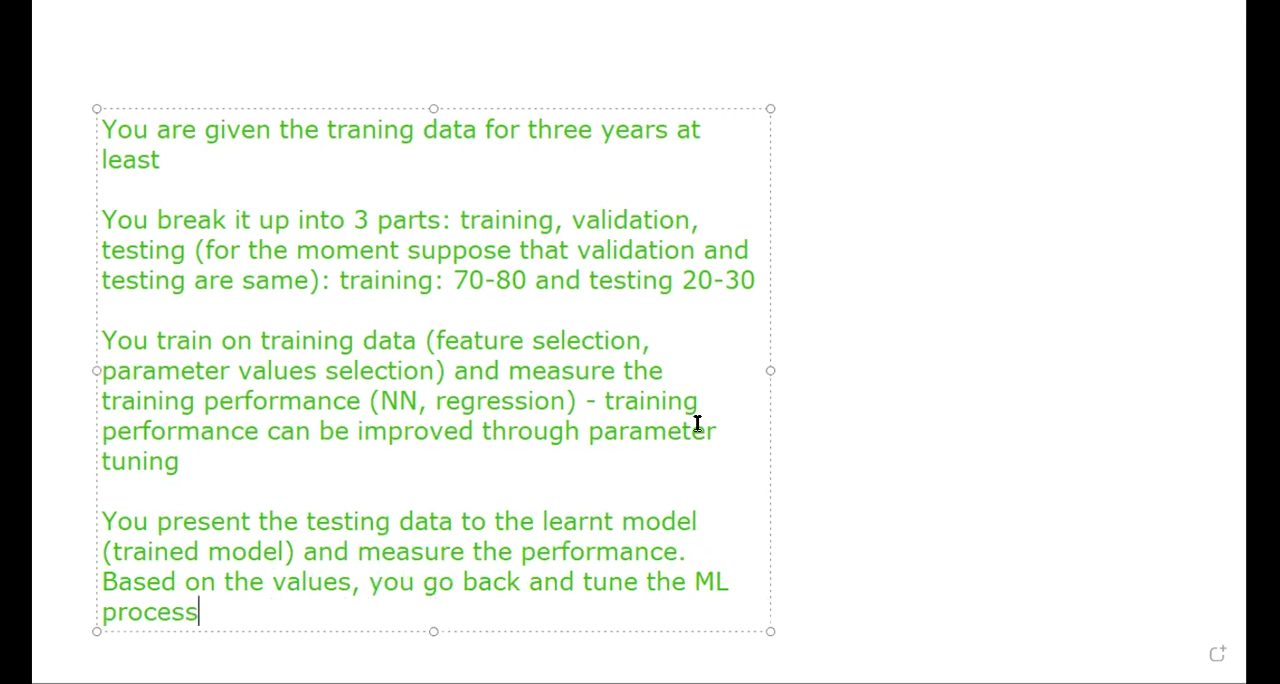 You are given the traning data for three years at
least
You break it up into 3 parts: training, validation,
testing (for the moment suppose that validation and
testing are same): training: 70-80 and testing 20-30
You train on training data (feature selection,
parameter values selection) and measure the
training performance (NN, regression) - training
performance can be improved through parameter
tuning
You present the testing data to the learnt model
(trained model) and measure the performance.
Based on the values, you go back and tune the ML
process